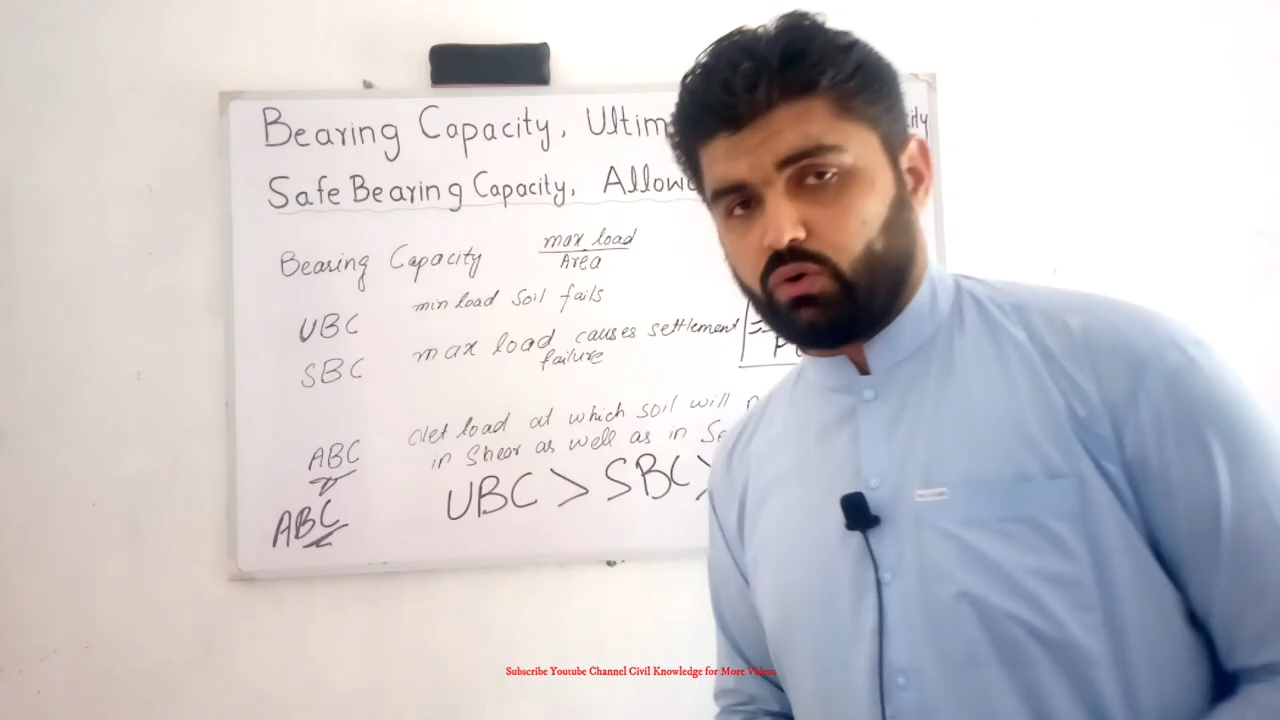 Bearing Capacity, Ultim
Safe Bearing Capacity, Allowa
Bearing Capacity max load
Area
min load soil fails
UBC
max load causes settlement
failure
SBC
Net load at which soil will
in Shear as well as in Se
ABC
UBC > SBC >
ABC
Subscribe Youtube Channel Civil Knowledge for More Videos